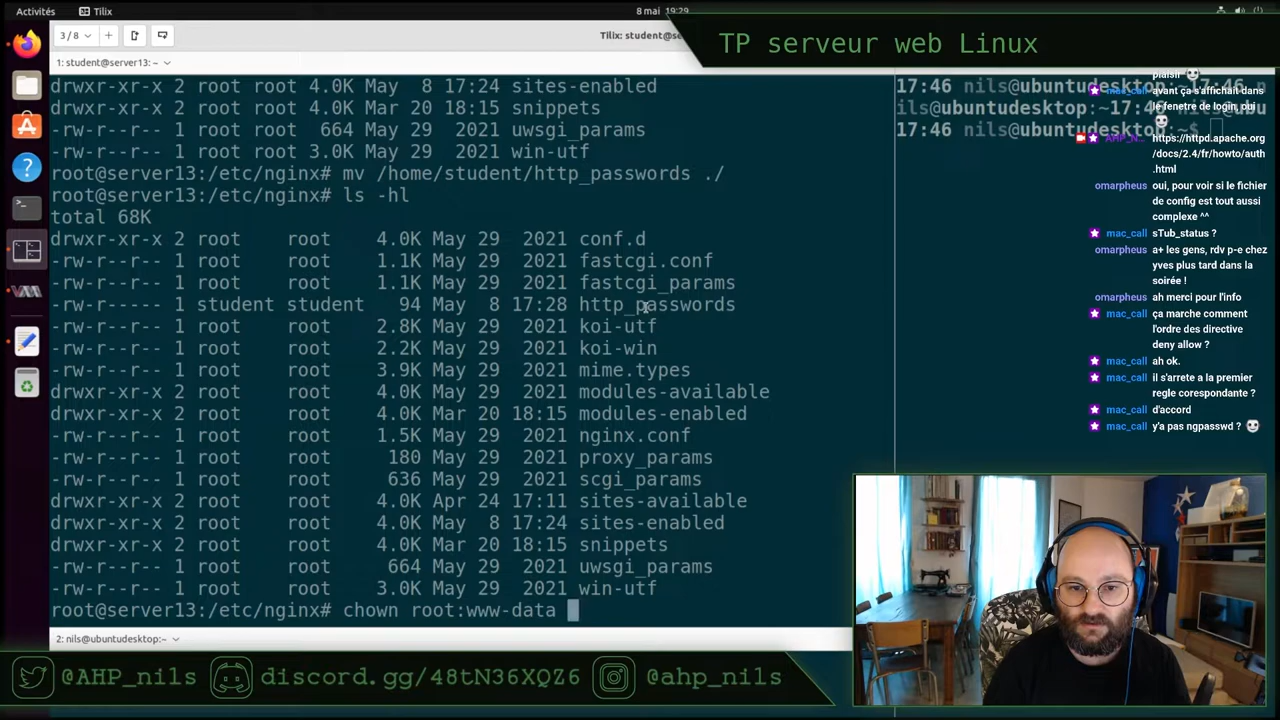 Activités
Tilix
8 mai 19:29
3/8
Tilix: student@se
TP serveur web Linux
1: student@server13: ~
drwxr-xr-x 2 root root 4.0K May  8 17:24 sites-enabled
drwxr-xr-x 2 root root 4.0K Mar 20 18:15 snippets
-rw-r--r-- 1 root root  664 May 29  2021 uwsgi_params
-rw-r--r-- 1 root root 3.0K May 29  2021 win-utf
root@server13:/etc/nginx# mv /home/student/http_passwords ./
root@server13:/etc/nginx# ls -hl
total 68K
drwxr-xr-x 2 root    root    4.0K May 29  2021 conf.d
-rw-r--r-- 1 root    root    1.1K May 29  2021 fastcgi.conf
-rw-r--r-- 1 root    root    1.1K May 29  2021 fastcgi_params
-rw-r----- 1 student student   94 May  8 17:28 http_passwords
-rw-r--r-- 1 root    root    2.8K May 29  2021 koi-utf
-rw-r--r-- 1 root    root    2.2K May 29  2021 koi-win
-rw-r--r-- 1 root    root    3.9K May 29  2021 mime.types
drwxr-xr-x 2 root    root    4.0K May 29  2021 modules-available
drwxr-xr-x 2 root    root    4.0K Mar 20 18:15 modules-enabled
-rw-r--r-- 1 root    root    1.5K May 29  2021 nginx.conf
-rw-r--r-- 1 root    root     180 May 29  2021 proxy_params
-rw-r--r-- 1 root    root     636 May 29  2021 scgi_params
drwxr-xr-x 2 root    root    4.0K Apr 24 17:11 sites-available
drwxr-xr-x 2 root    root    4.0K May  8 17:24 sites-enabled
drwxr-xr-x 2 root    root    4.0K Mar 20 18:15 snippets
-rw-r--r-- 1 root    root     664 May 29  2021 uwsgi_params
-rw-r--r-- 1 root    root    3.0K May 29  2021 win-utf
root@server13:/etc/nginx# chown root:www-data
2: nils@ubuntudesktop:~
17:46 nils@ubuntudesktop:~17:46 n
ils@ubuntudesktop:~17:46 nils@ubu
17:46 nils@ubuntudesktop:~$
plaisir
mac_call avant ça s'affichait dans
le fenetre de login, oui
https://httpd.apache.org
/docs/2.4/fr/howto/auth
.html
omarpheus oui, pour voir si le fichier
de config est tout aussi
complexe ^^
mac_call sTub_status ?
omarpheus a+ les gens, rdv p-e chez
yves plus tard dans la
soirée !
omarpheus ah merci pour l'info
mac_call ça marche comment
l'ordre des directive
deny allow ?
mac_call ah ok.
mac_call il s'arrete a la premier
regle corespondante ?
mac_call d'accord
mac_call y'a pas ngpasswd ?
@AHP_nils
discord.gg/48tN36XQZ6
@ahp_nils